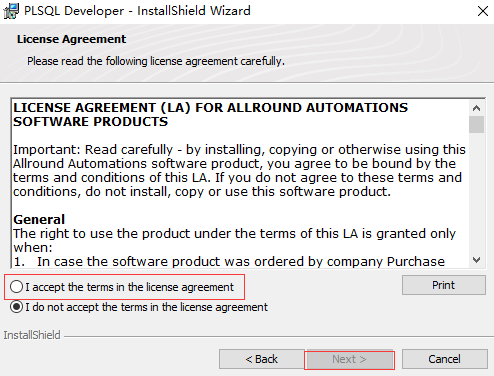 PLSQL Developer - InstallShield Wizard
License Agreement
Please read the following license agreement carefully.
LICENSE AGREEMENT (LA) FOR ALLROUND AUTOMATIONS
SOFTWARE PRODUCTS
Important: Read carefully - by installing, copying or otherwise using this
Allround Automations software product, you agree to be bound by the
terms and conditions of this LA. If you do not agree to these terms and
conditions, do not install, copy or use this software product.
General
The right to use the product under the terms of this LA is granted only
when:
1. In case the software product was ordered by company Purchase
I accept the terms in the license agreement
Print
I do not accept the terms in the license agreement
InstallShield
< Back
Next >
Cancel